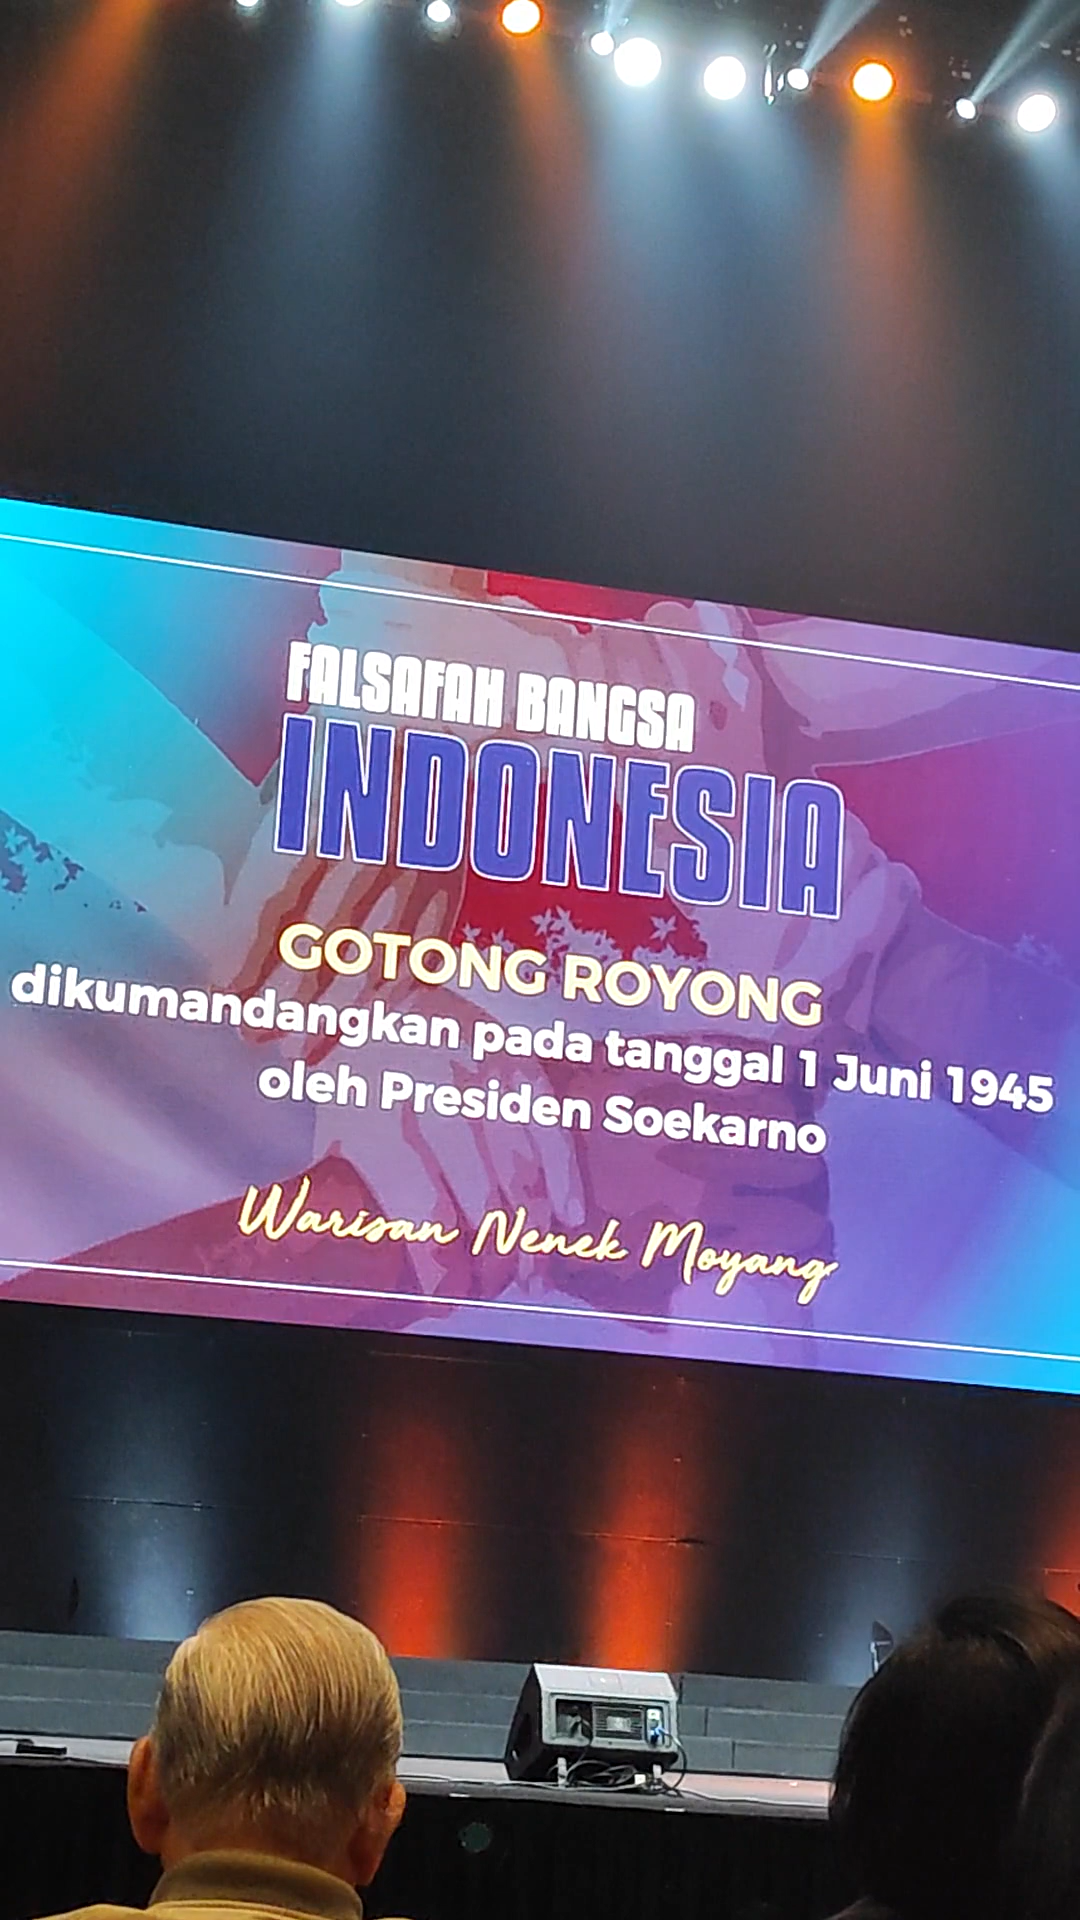 FALSAFAH BANGSA
INDONESIA
GOTONG ROYONG
dikumandangkan pada tanggal 1 Juni 1945
oleh Presiden Soekarno
Warisan Nenek Moyang